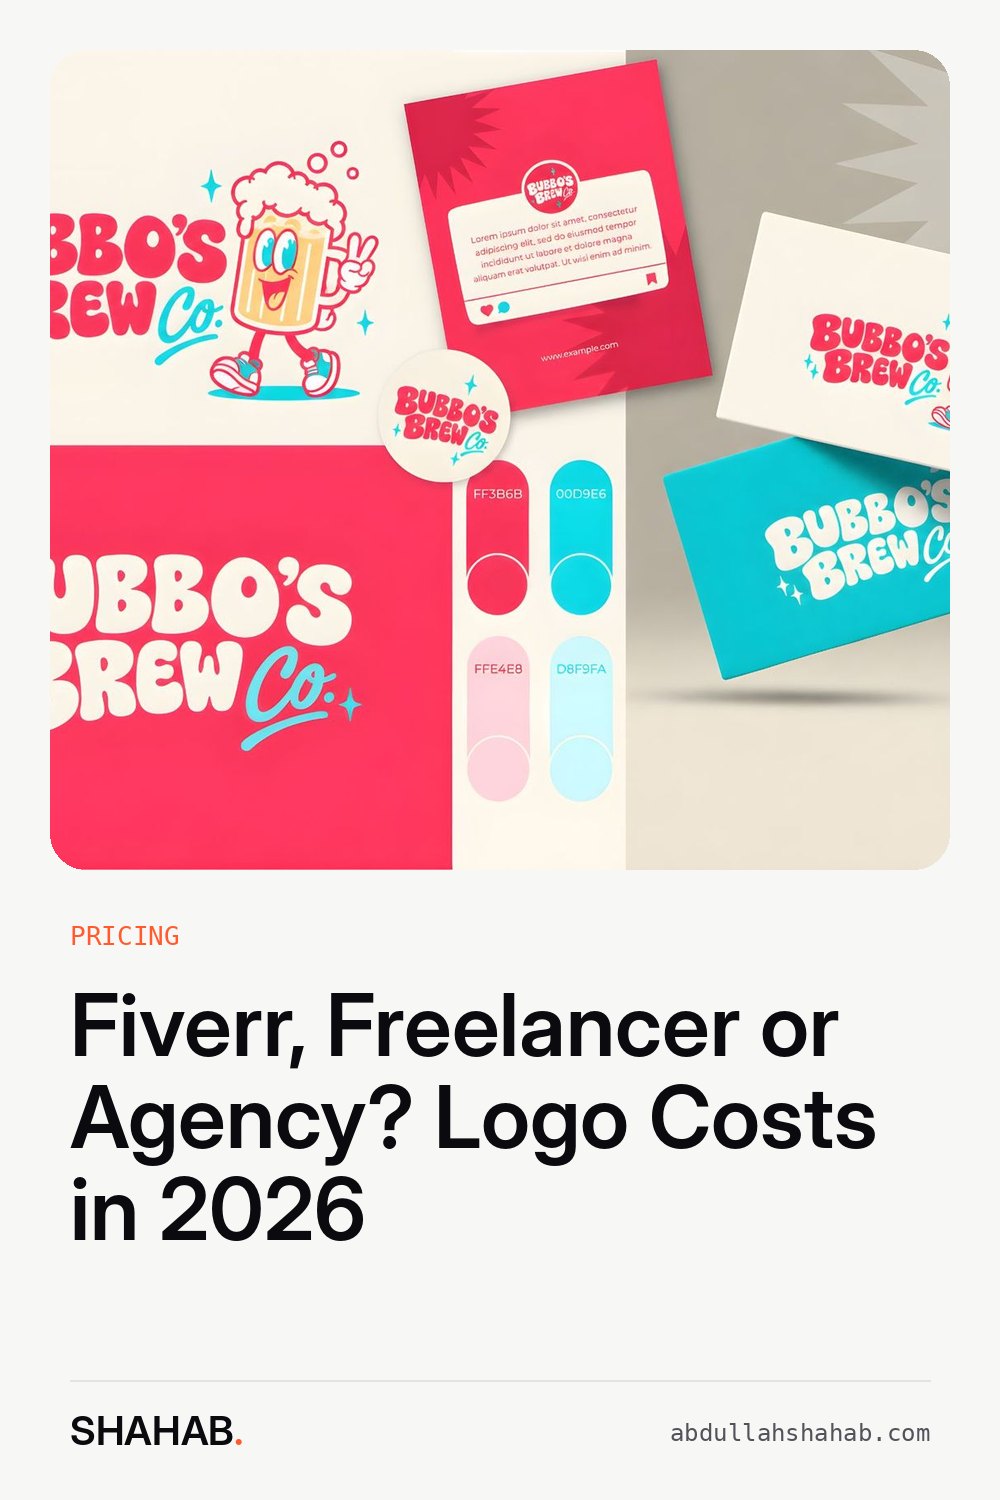 BBO'S
REW Co.
BUBBO'S
BREW Co
Lorem ipsum dolor sit amet, consectetur
adipiscing elit, sed do eiusmod tempor
incididunt ut labore et dolore magna
aliquam erat volutpat. Ut wisi enim ad minim.
www.example.com
BUBBO'S
BREW Co.
BUBBO'S
BREW Co.
BUBBO'S
BREW Co
UBBO'S
BREW Co.
FF3B6B
00D9E6
FFE4E8
D8F9FA
PRICING
Fiverr, Freelancer or
Agency? Logo Costs
in 2026
SHAHAB.
abdullahshahab.com